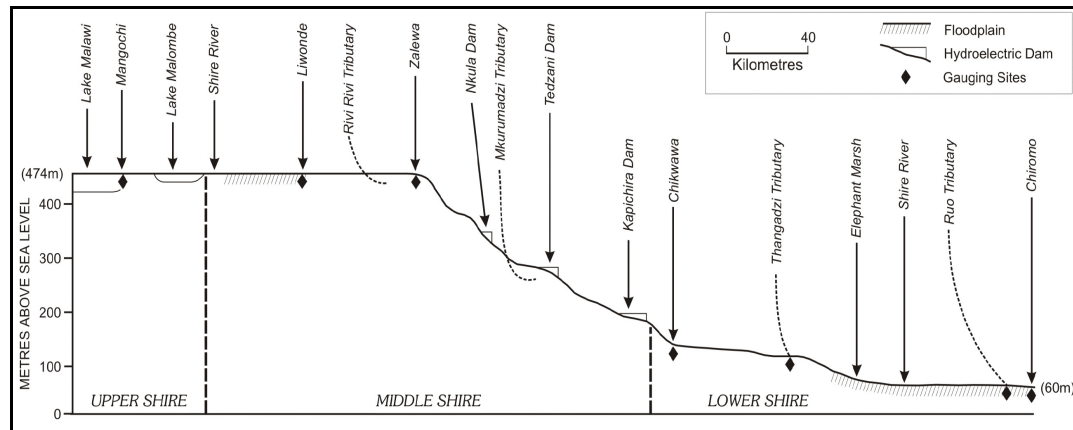 Lake Malawi
Mangochi
Lake Malombe
Shire River
Liwonde
Rivi Rivi Tributary
Zalewa
Nkula Dam
Mkurumadzi Tributary
Tedzani Dam
Kapichira Dam
Chikwawa
Thangadzi Tributary
Elephant Marsh
Shire River
Ruo Tributary
Chiromo
0 40
Kilometres
Floodplain
Hydroelectric Dam
Gauging Sites
METRES ABOVE SEA LEVEL
(474m)
400
300
200
100
0
(60m)
UPPER SHIRE
MIDDLE SHIRE
LOWER SHIRE